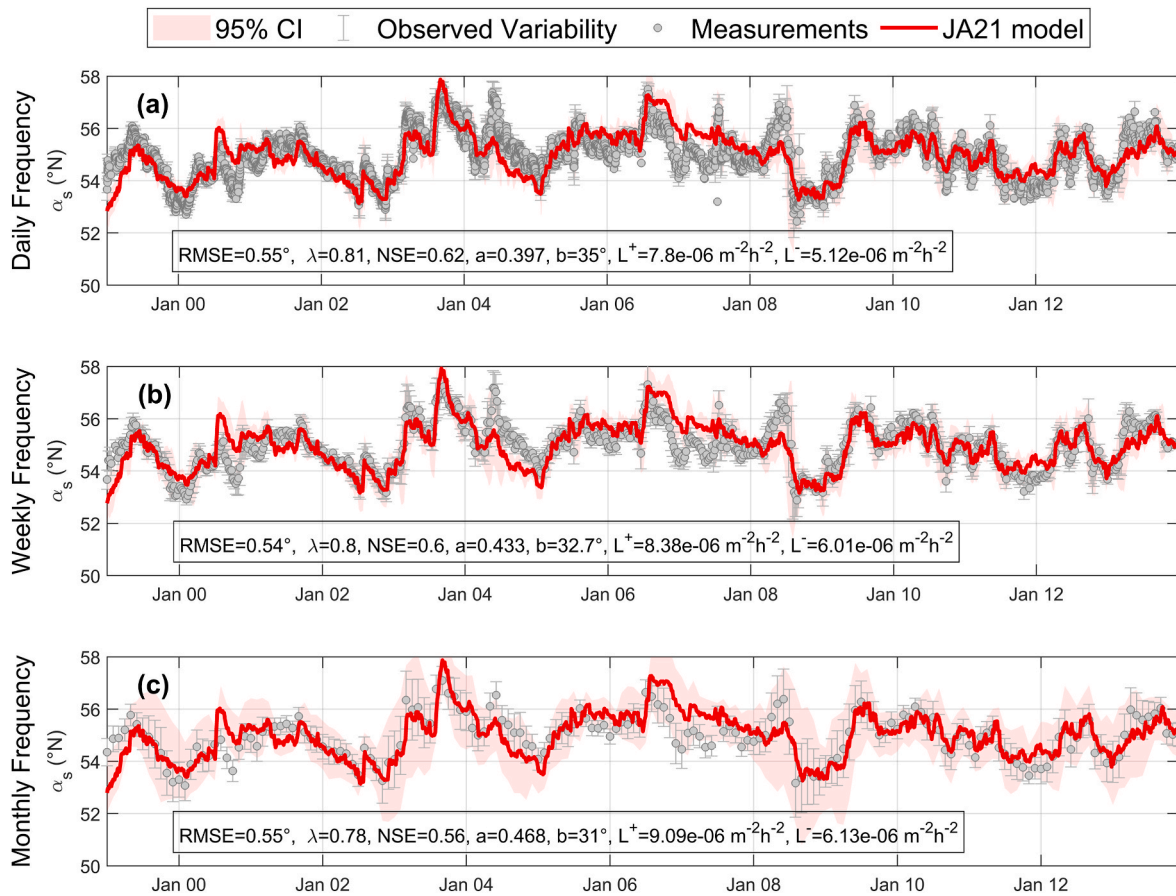 95% CI Observed Variability Measurements JA21 model
Daily Frequency
αs (°N)
(a)
58
56
54
52
50
RMSE=0.55°, λ=0.81, NSE=0.62, a=0.397, b=35°, L+=7.8e-06 m-2h-2, L-=5.12e-06 m-2h-2
Jan 00 Jan 02 Jan 04 Jan 06 Jan 08 Jan 10 Jan 12
Weekly Frequency
αs (°N)
(b)
58
56
54
52
50
RMSE=0.54°, λ=0.8, NSE=0.6, a=0.433, b=32.7°, L+=8.38e-06 m-2h-2, L-=6.01e-06 m-2h-2
Jan 00 Jan 02 Jan 04 Jan 06 Jan 08 Jan 10 Jan 12
Monthly Frequency
αs (°N)
(c)
58
56
54
52
50
RMSE=0.55°, λ=0.78, NSE=0.56, a=0.468, b=31°, L+=9.09e-06 m-2h-2, L-=6.13e-06 m-2h-2
Jan 00 Jan 02 Jan 04 Jan 06 Jan 08 Jan 10 Jan 12